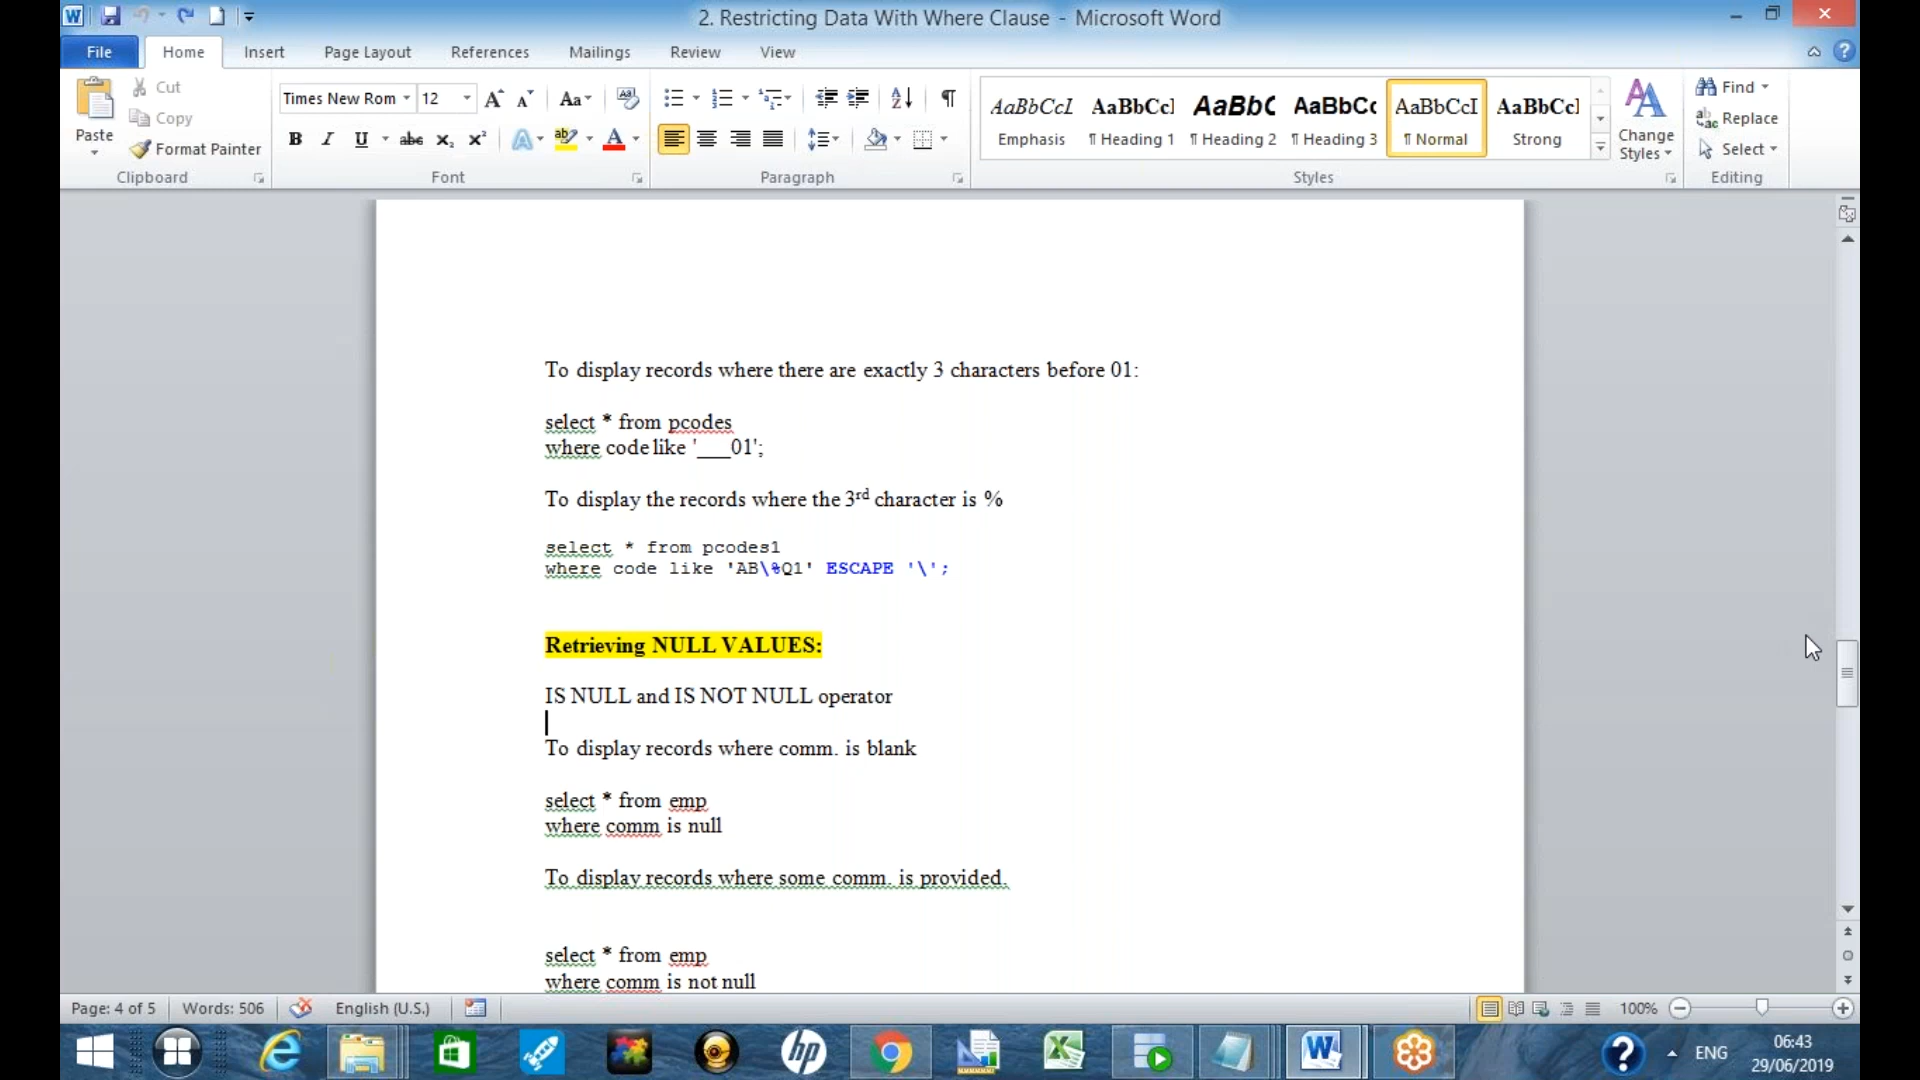 2. Restricting Data With Where Clause - Microsoft Word
File Home Insert Page Layout References Mailings Review View
Paste
Cut
Copy
Format Painter
Clipboard
Times New Rom 12
Font
Paragraph
AaBbCcI AaBbCcI AaBbC AaBbCc AaBbCcI AaBbCcI
Emphasis ¶ Heading 1 ¶ Heading 2 ¶ Heading 3 ¶ Normal Strong
Styles
Change
Styles
Find
Replace
Select
Editing
To display records where there are exactly 3 characters before 01:
select * from pcodes
where code like '___01';
To display the records where the 3rd character is %
select * from pcodes1
where code like 'AB\%Q1' ESCAPE '\';
Retrieving NULL VALUES:
IS NULL and IS NOT NULL operator
To display records where comm. is blank
select * from emp
where comm is null
To display records where some comm. is provided.
select * from emp
where comm is not null
Page: 4 of 5 Words: 506 English (U.S.) 100%
ENG
06:43
29/06/2019